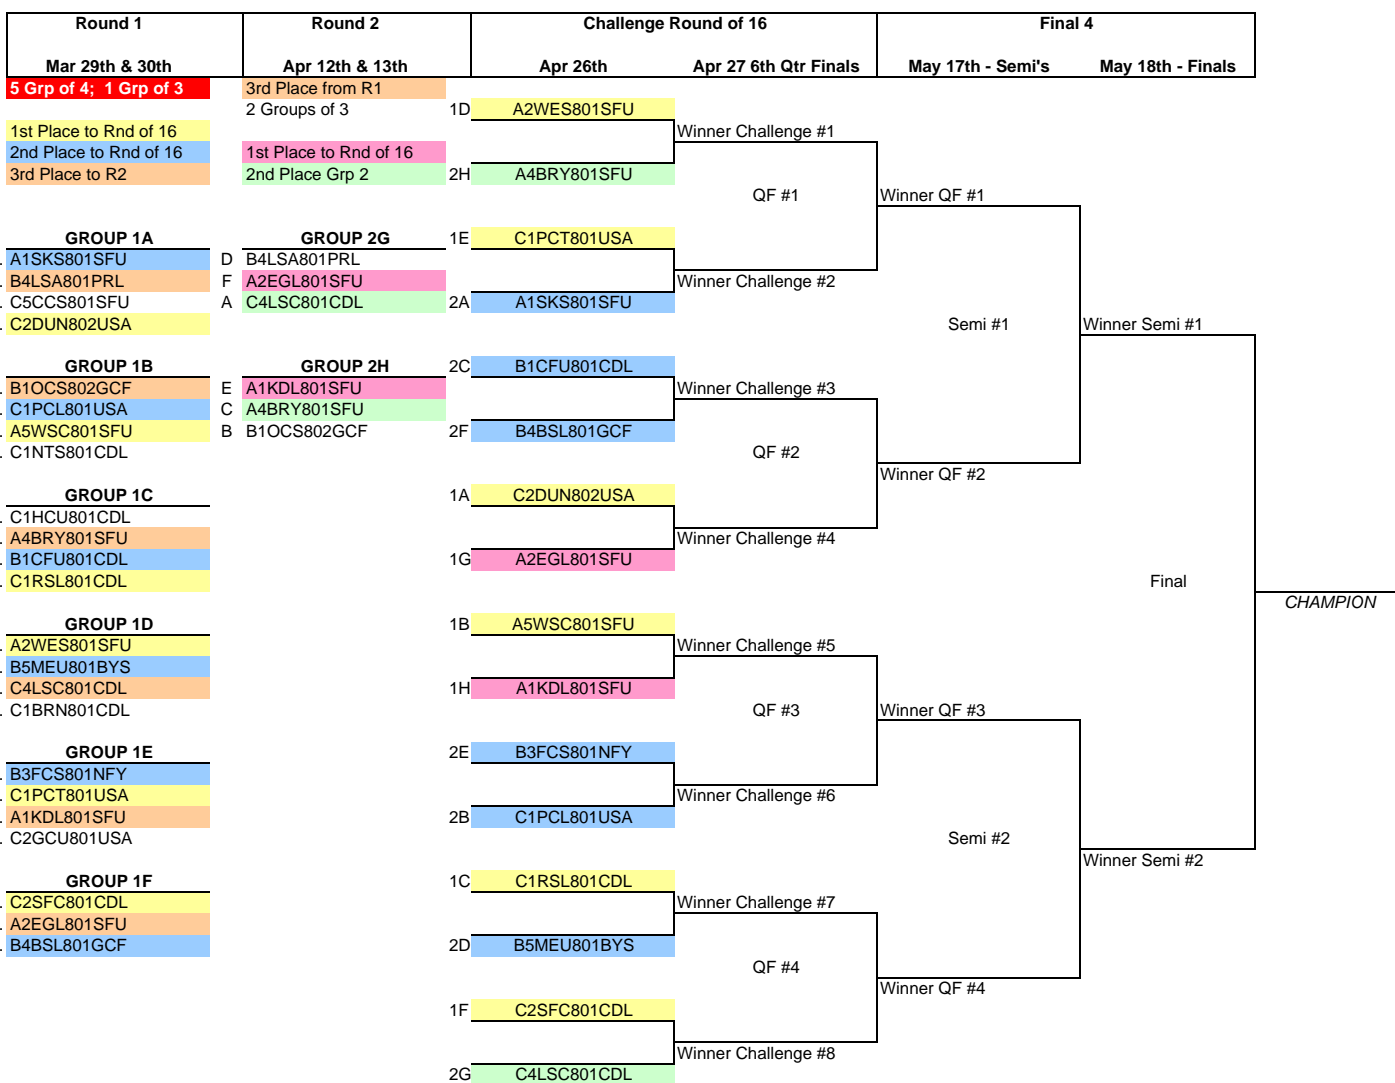 Round 1
Round 2
Challenge Round of 16
Final 4
Mar 29th & 30th
Apr 12th & 13th
Apr 26th
Apr 27 6th Qtr Finals
May 17th - Semi's
May 18th - Finals
5 Grp of 4; 1 Grp of 3
1st Place to Rnd of 16
2nd Place to Rnd of 16
3rd Place to R2
GROUP 1A
. A1SKS801SFU
. B4LSA801PRL
. C5CCS801SFU
. C2DUN802USA
GROUP 1B
. B1OCS802GCF
. C1PCL801USA
. A5WSC801SFU
. C1NTS801CDL
GROUP 1C
. C1HCU801CDL
. A4BRY801SFU
. B1CFU801CDL
. C1RSL801CDL
GROUP 1D
. A2WES801SFU
. B5MEU801BYS
. C4LSC801CDL
. C1BRN801CDL
GROUP 1E
. B3FCS801NFY
. C1PCT801USA
. A1KDL801SFU
. C2GCU801USA
GROUP 1F
. C2SFC801CDL
. A2EGL801SFU
. B4BSL801GCF
3rd Place from R1
2 Groups of 3
1st Place to Rnd of 16
2nd Place Grp 2
GROUP 2G
D B4LSA801PRL
F A2EGL801SFU
A C4LSC801CDL
GROUP 2H
E A1KDL801SFU
C A4BRY801SFU
B B1OCS802GCF
1D A2WES801SFU
Winner Challenge #1
2H A4BRY801SFU
QF #1
1E C1PCT801USA
Winner Challenge #2
2A A1SKS801SFU
2C B1CFU801CDL
Winner Challenge #3
2F B4BSL801GCF
QF #2
1A C2DUN802USA
Winner Challenge #4
1G A2EGL801SFU
1B A5WSC801SFU
Winner Challenge #5
1H A1KDL801SFU
QF #3
2E B3FCS801NFY
Winner Challenge #6
2B C1PCL801USA
1C C1RSL801CDL
Winner Challenge #7
2D B5MEU801BYS
QF #4
1F C2SFC801CDL
Winner Challenge #8
2G C4LSC801CDL
Winner QF #1
Semi #1
Winner QF #2
Winner QF #3
Semi #2
Winner QF #4
Winner Semi #1
Final
Winner Semi #2
CHAMPION